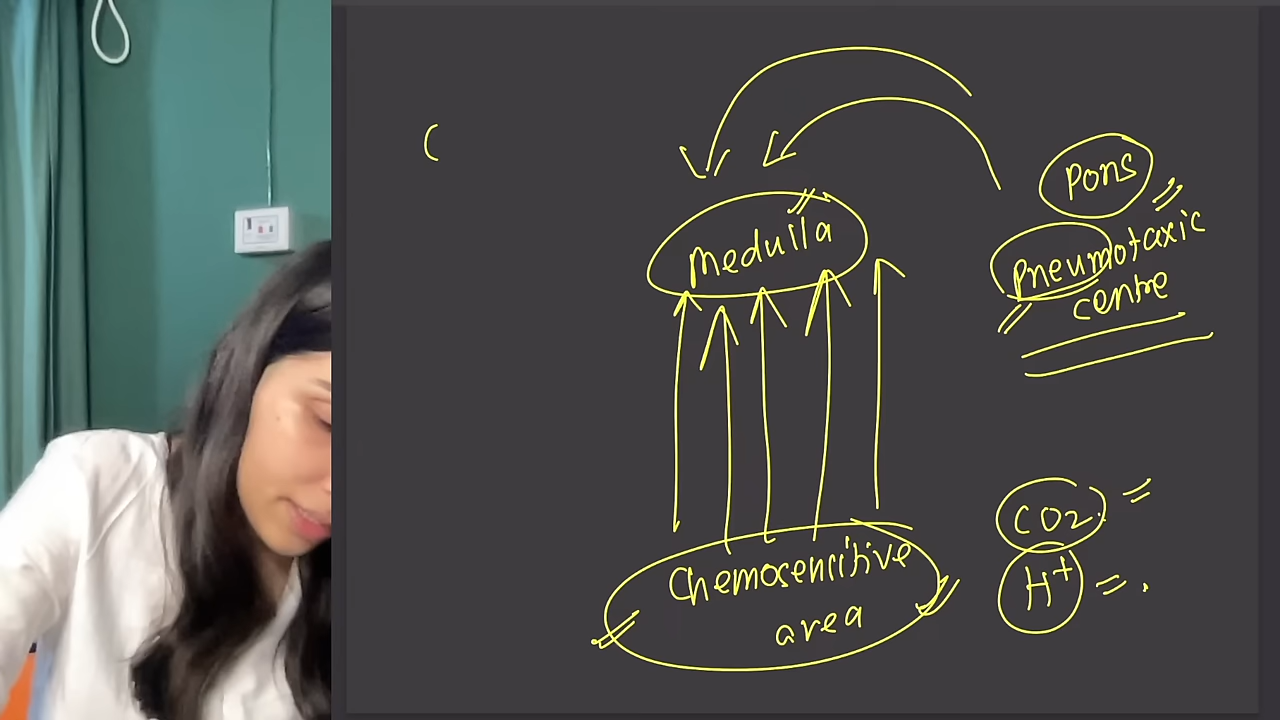 (
Pons
Medulla
Pneumotaxic
centre
CO2
Chemosensitive
area
H+